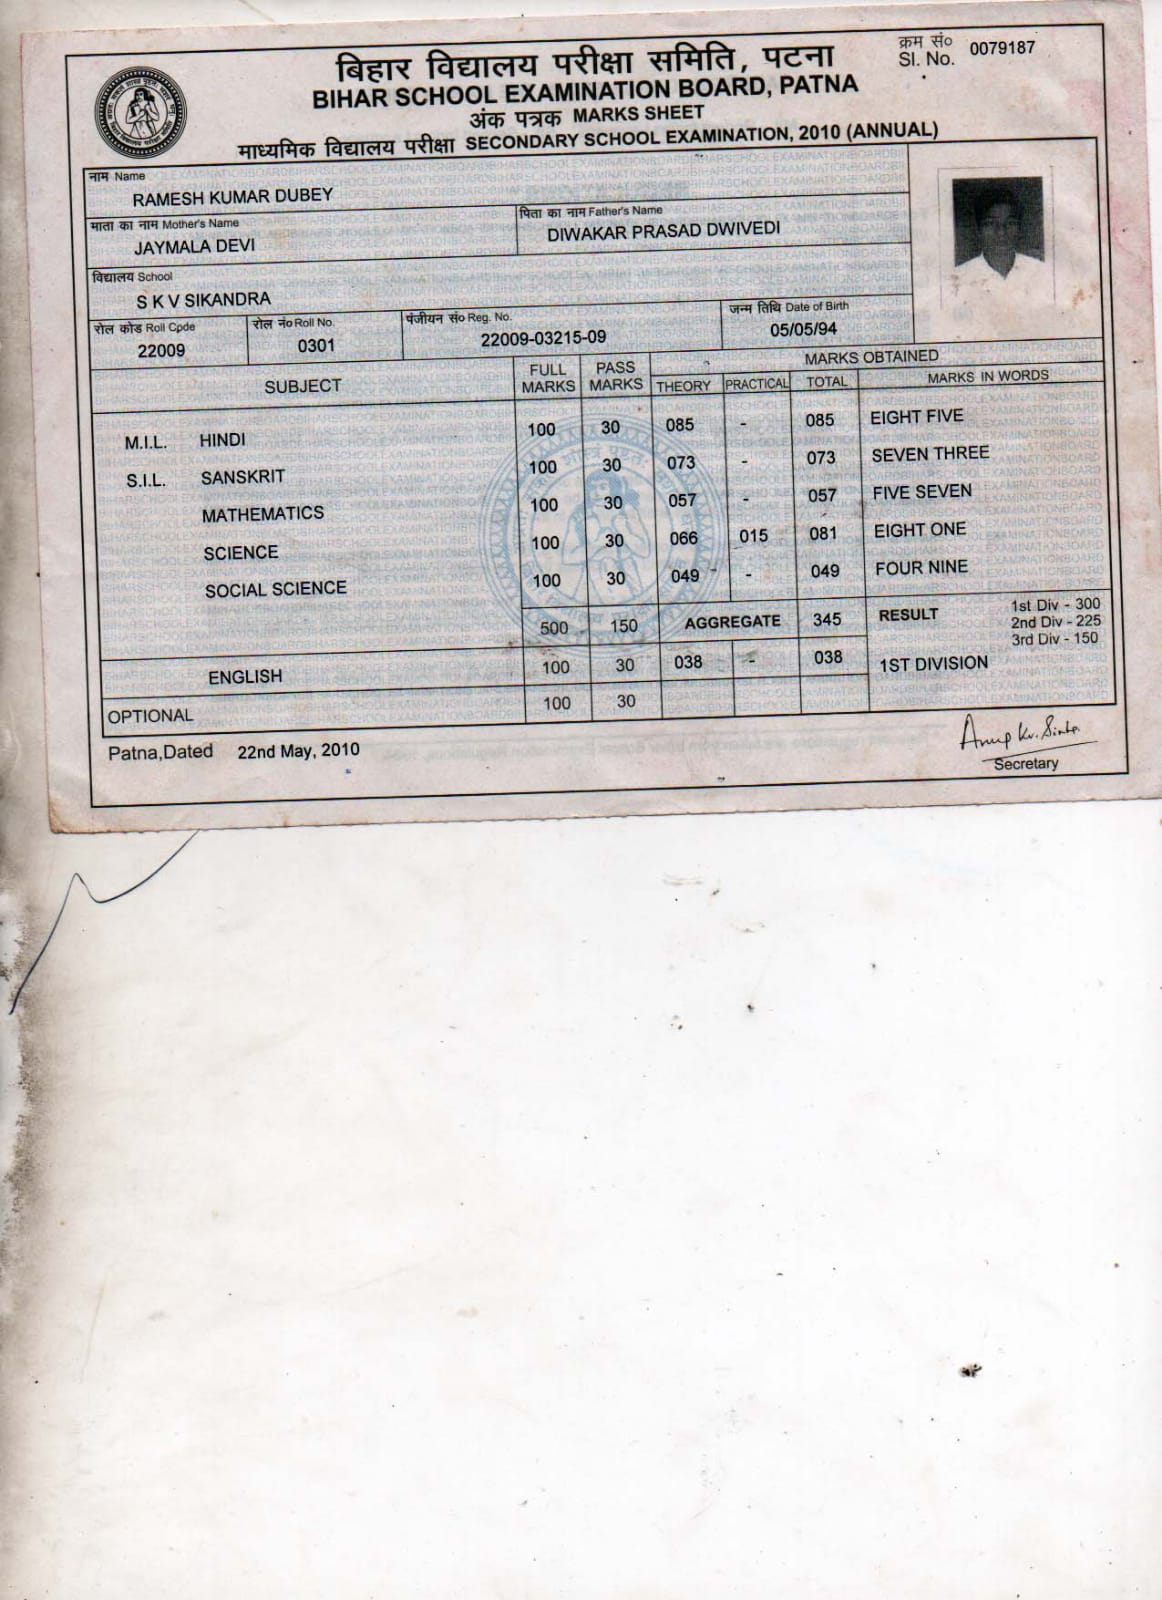 क्रम सं०
Sl. No. 0079187
बिहार विद्यालय परीक्षा समिति, पटना
BIHAR SCHOOL EXAMINATION BOARD, PATNA
अंक पत्रक MARKS SHEET
माध्यमिक विद्यालय परीक्षा SECONDARY SCHOOL EXAMINATION, 2010 (ANNUAL)
नाम Name
RAMESH KUMAR DUBEY
माता का नाम Mother's Name
JAYMALA DEVI
पिता का नाम Father's Name
DIWAKAR PRASAD DWIVEDI
विद्यालय School
S K V SIKANDRA
रोल कोड Roll Code
22009
रोल नं० Roll No.
0301
पंजीयन सं० Reg. No.
22009-03215-09
जन्म तिथि Date of Birth
05/05/94
SUBJECT FULL MARKS PASS MARKS MARKS OBTAINED
THEORY PRACTICAL TOTAL MARKS IN WORDS
M.I.L. HINDI 100 30 085 - 085 EIGHT FIVE
S.I.L. SANSKRIT 100 30 073 - 073 SEVEN THREE
MATHEMATICS 100 30 057 - 057 FIVE SEVEN
SCIENCE 100 30 066 015 081 EIGHT ONE
SOCIAL SCIENCE 100 30 049 - 049 FOUR NINE
500 150 AGGREGATE 345 RESULT
1st Div - 300
2nd Div - 225
3rd Div - 150
ENGLISH 100 30 038 - 038 1ST DIVISION
OPTIONAL 100 30
Patna,Dated 22nd May, 2010
Anup Kr. Sinha
Secretary